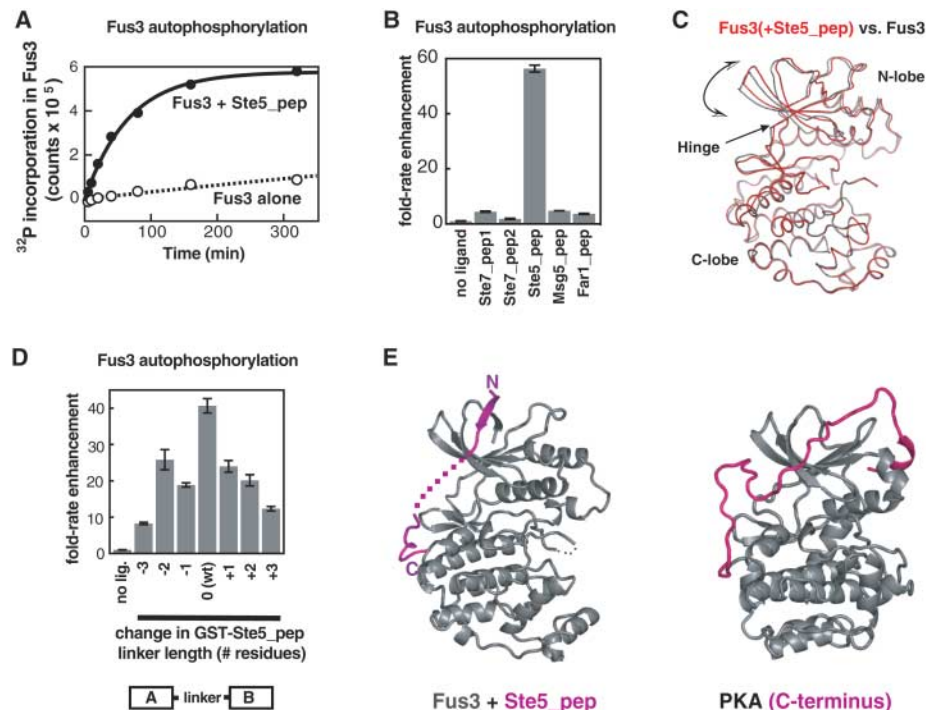 A
Fus3 autophosphorylation
32P incorporation in Fus3
(counts x 10 5)
6
4
2
0
Fus3 + Ste5_pep
Fus3 alone
0 100 200 300
Time (min)
B
Fus3 autophosphorylation
fold-rate enhancement
60
40
20
0
no ligand
Ste7_pep1
Ste7_pep2
Ste5_pep
Msg5_pep
Far1_pep
C
Fus3(+Ste5_pep) vs. Fus3
N-lobe
Hinge
C-lobe
D
Fus3 autophosphorylation
fold-rate enhancement
40
30
20
10
0
no lig.
-3
-2
-1
0 (wt)
+1
+2
+3
change in GST-Ste5_pep
linker length (# residues)
A linker B
E
N
C
Fus3 + Ste5_pep
PKA (C-terminus)